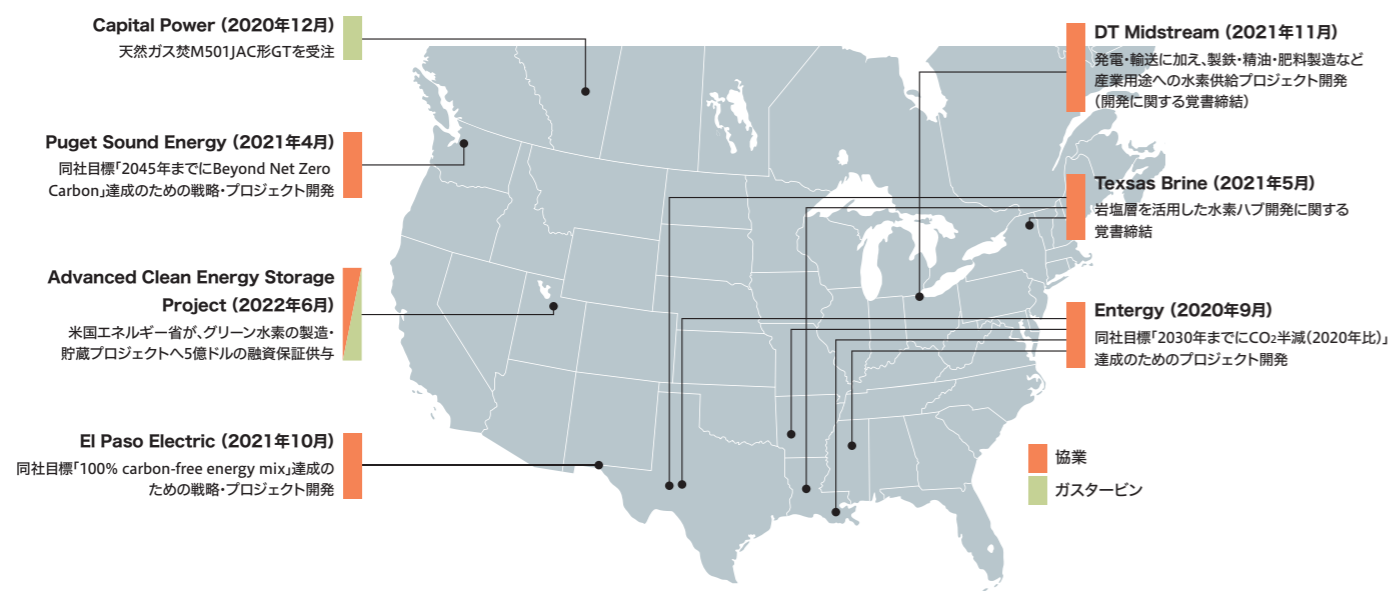 Capital Power（2020年12月）
天然ガス焚M501JAC形GTを受注
Puget Sound Energy（2021年4月）
同社目標「2045年までにBeyond Net Zero
Carbon」達成のための戦略・プロジェクト開発
Advanced Clean Energy Storage
Project（2022年6月）
米国エネルギー省が、グリーン水素の製造・
貯蔵プロジェクトへ5億ドルの融資保証供与
El Paso Electric（2021年10月）
同社目標「100% carbon-free energy mix」達成の
ための戦略・プロジェクト開発
DT Midstream（2021年11月）
発電・輸送に加え、製鉄・精油・肥料製造など
産業用途への水素供給プロジェクト開発
（開発に関する覚書締結）
Texsas Brine（2021年5月）
岩塩層を活用した水素ハブ開発に関する
覚書締結
Entergy（2020年9月）
同社目標「2030年までにCO₂半減（2020年比）」
達成のためのプロジェクト開発
協業
ガスタービン